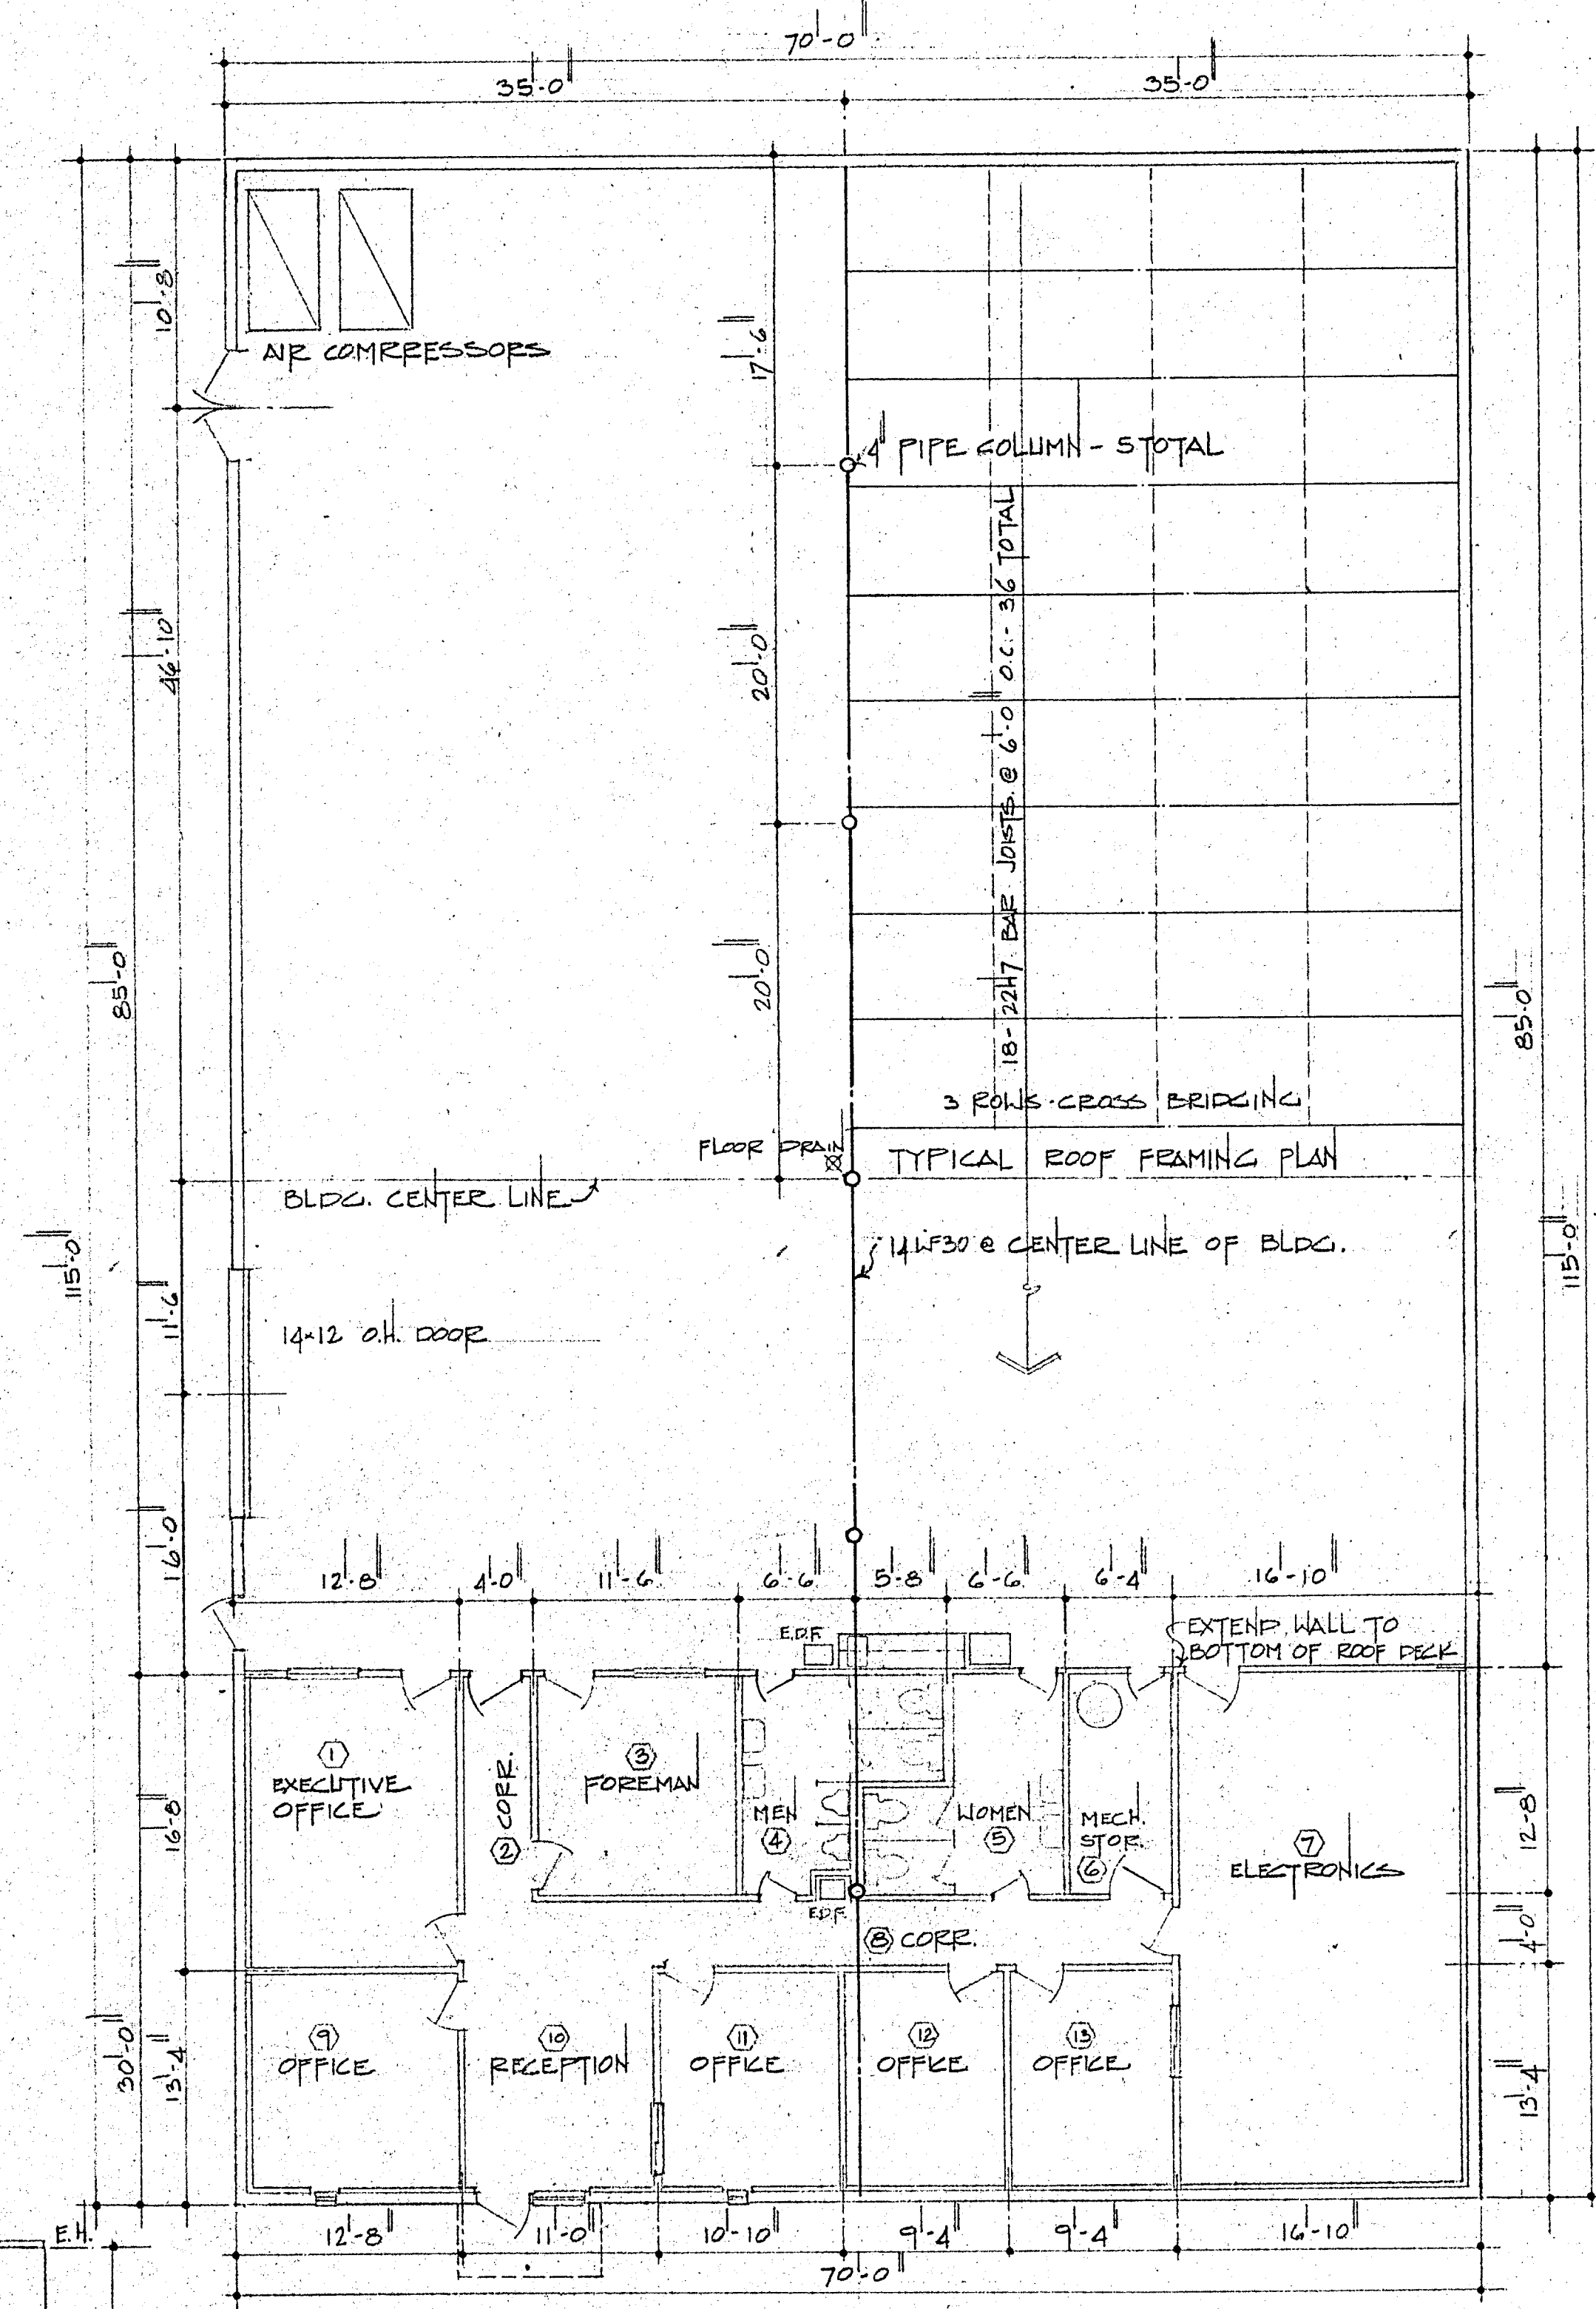 70'-0"
35'-0"
35'-0"
10'-8
AIR COMRRESSORS
17'-6
4" PIPE COLUMN - 5 TOTAL
46'-10"
20'-0
18 - 22H7 BAR JOISTS @ 6'-0 O.C. - 36 TOTAL
20'-0
85'-0
85'-0
3 ROWS CROSS BRIDGING
FLOOR DRAIN
TYPICAL ROOF FRAMING PLAN
BLDG. CENTER LINE
14WF30 @ CENTER LINE OF BLDG.
115'-0
115'-0
11'-6
14x12 O.H. DOOR
16'-0
12'-8"
4'-0"
11'-6"
6'-6"
5'-8"
6'-6"
6'-4"
16'-10"
E.D.F.
EXTEND WALL TO
BOTTOM OF ROOF DECK
1
EXECUTIVE
OFFICE
2 CORR.
3
FOREMAN
MEN
4
WOMEN
5
MECH.
STOR.
6
7
ELECTRONICS
16'-8
12'-8"
E.D.F.
8 CORR.
4'-0"
9
OFFICE
10
RECEPTION
11
OFFICE
12
OFFICE
13
OFFICE
30'-0
13'-4
13'-4
E.H.
12'-8"
11'-0"
10'-10"
9'-4"
9'-4"
16'-10"
70'-0"